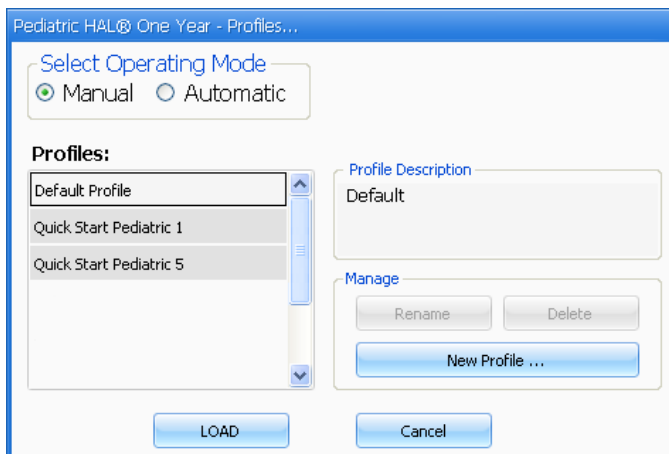 Pediatric HAL® One Year - Profiles...
Select Operating Mode
Manual Automatic
Profiles:
Default Profile
Quick Start Pediatric 1
Quick Start Pediatric 5
Profile Description
Default
Manage
Rename Delete
New Profile ...
LOAD Cancel